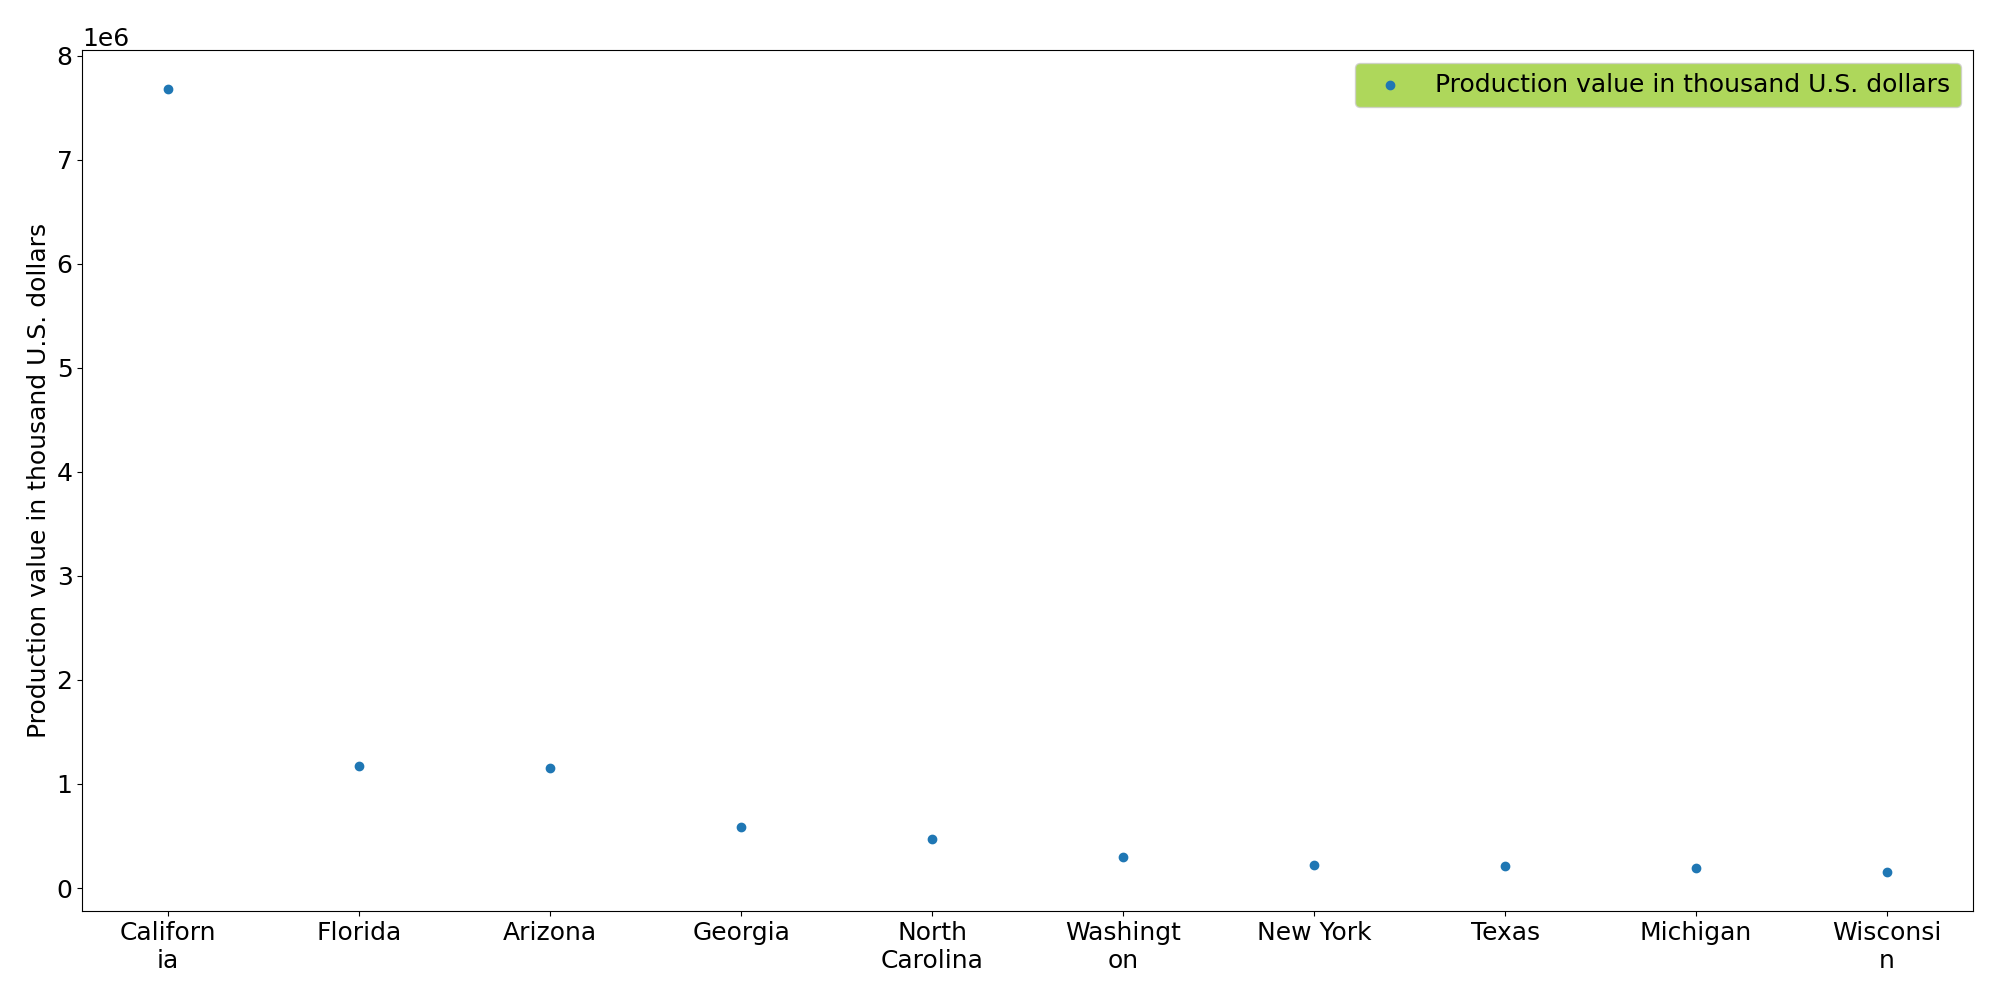 1e6
8
7
6
5
4
3
2
1
0
Production value in thousand U.S. dollars
Production value in thousand U.S. dollars
Californ
ia
Florida
Arizona
Georgia
North
Carolina
Washingt
on
New York
Texas
Michigan
Wisconsi
n